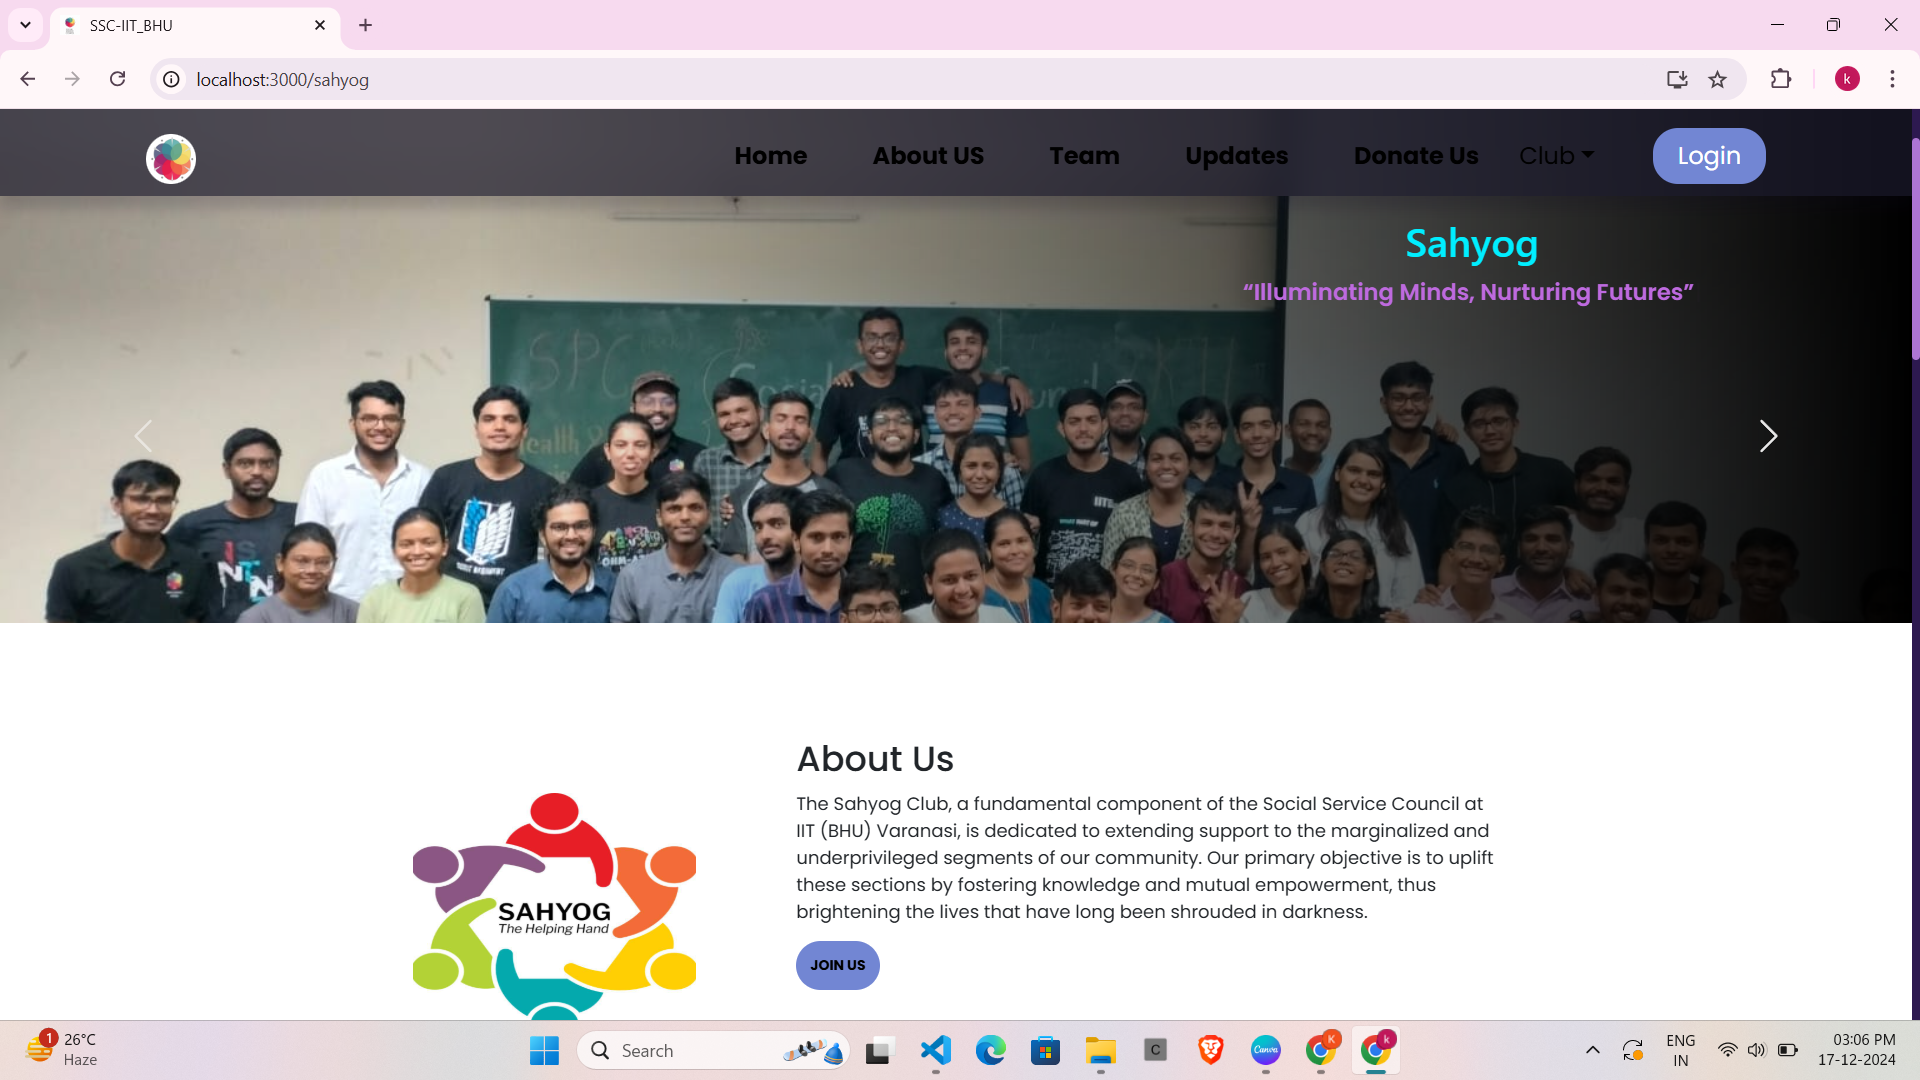 SSC-IIT_BHU
localhost:3000/sahyog
k
Home About US Team Updates Donate Us Club Login
Sahyog
“Illuminating Minds, Nurturing Futures”
SPC
Social
IIT
About Us
The Sahyog Club, a fundamental component of the Social Service Council at
IIT (BHU) Varanasi, is dedicated to extending support to the marginalized and
underprivileged segments of our community. Our primary objective is to uplift
these sections by fostering knowledge and mutual empowerment, thus
brightening the lives that have long been shrouded in darkness.
JOIN US
SAHYOG
The Helping Hand
1
26°C
Haze
Search
C
Canva
K
k
ENG
IN
03:06 PM
17-12-2024